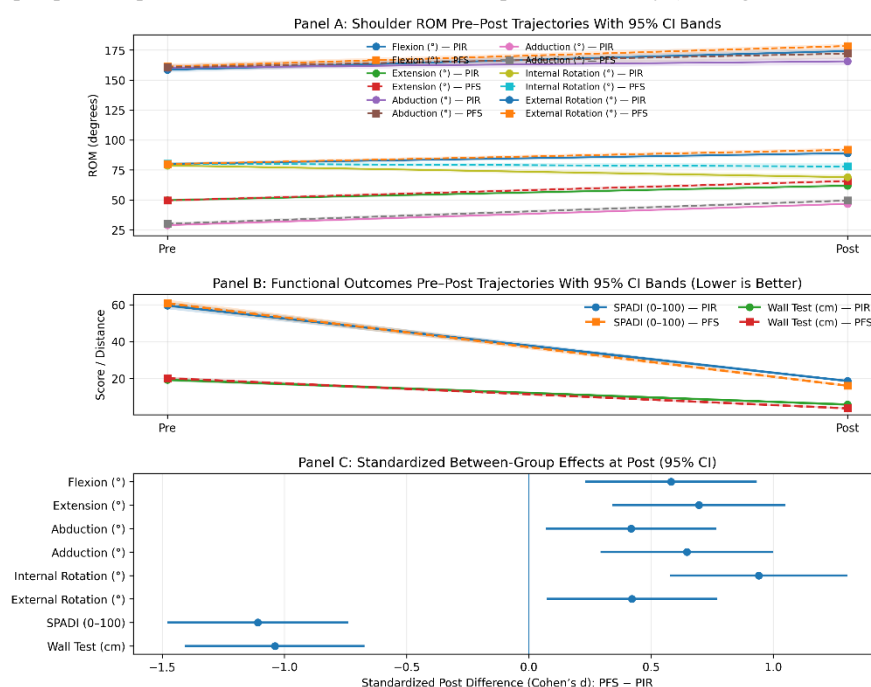 Panel A: Shoulder ROM Pre-Post Trajectories With 95% CI Bands
ROM (degrees)
175
150
125
100
75
50
25
Flexion (°) — PIR
Flexion (°) — PFS
Extension (°) — PIR
Extension (°) — PFS
Abduction (°) — PIR
Abduction (°) — PFS
Adduction (°) — PIR
Adduction (°) — PFS
Internal Rotation (°) — PIR
Internal Rotation (°) — PFS
External Rotation (°) — PIR
External Rotation (°) — PFS
Pre
Post
Panel B: Functional Outcomes Pre–Post Trajectories With 95% CI Bands (Lower is Better)
Score / Distance
60
40
20
SPADI (0–100) — PIR
SPADI (0–100) — PFS
Wall Test (cm) — PIR
Wall Test (cm) — PFS
Pre
Post
Panel C: Standardized Between-Group Effects at Post (95% CI)
Flexion (°)
Extension (°)
Abduction (°)
Adduction (°)
Internal Rotation (°)
External Rotation (°)
SPADI (0–100)
Wall Test (cm)
−1.5
−1.0
−0.5
0.0
0.5
1.0
Standardized Post Difference (Cohen's d): PFS − PIR